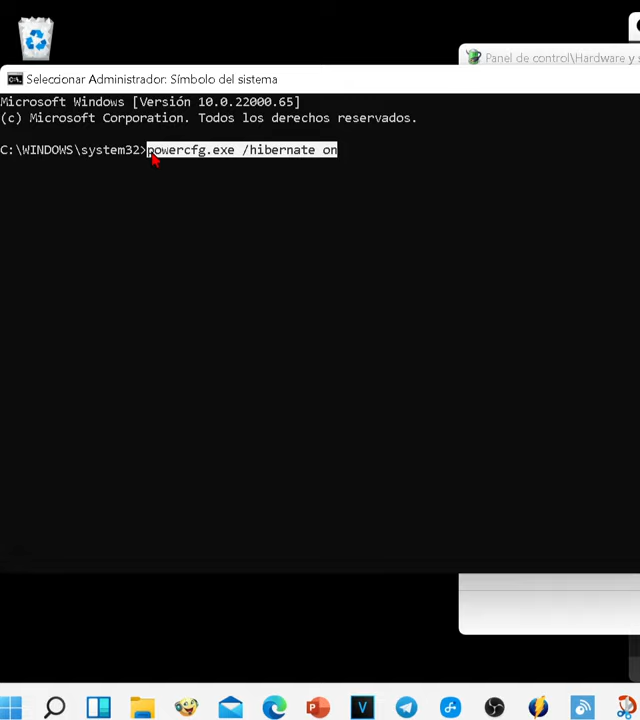 Panel de control\Hardware y s
Seleccionar Administrador: Símbolo del sistema
Microsoft Windows [Versión 10.0.22000.65]
(c) Microsoft Corporation. Todos los derechos reservados.
C:\WINDOWS\system32>powercfg.exe /hibernate on